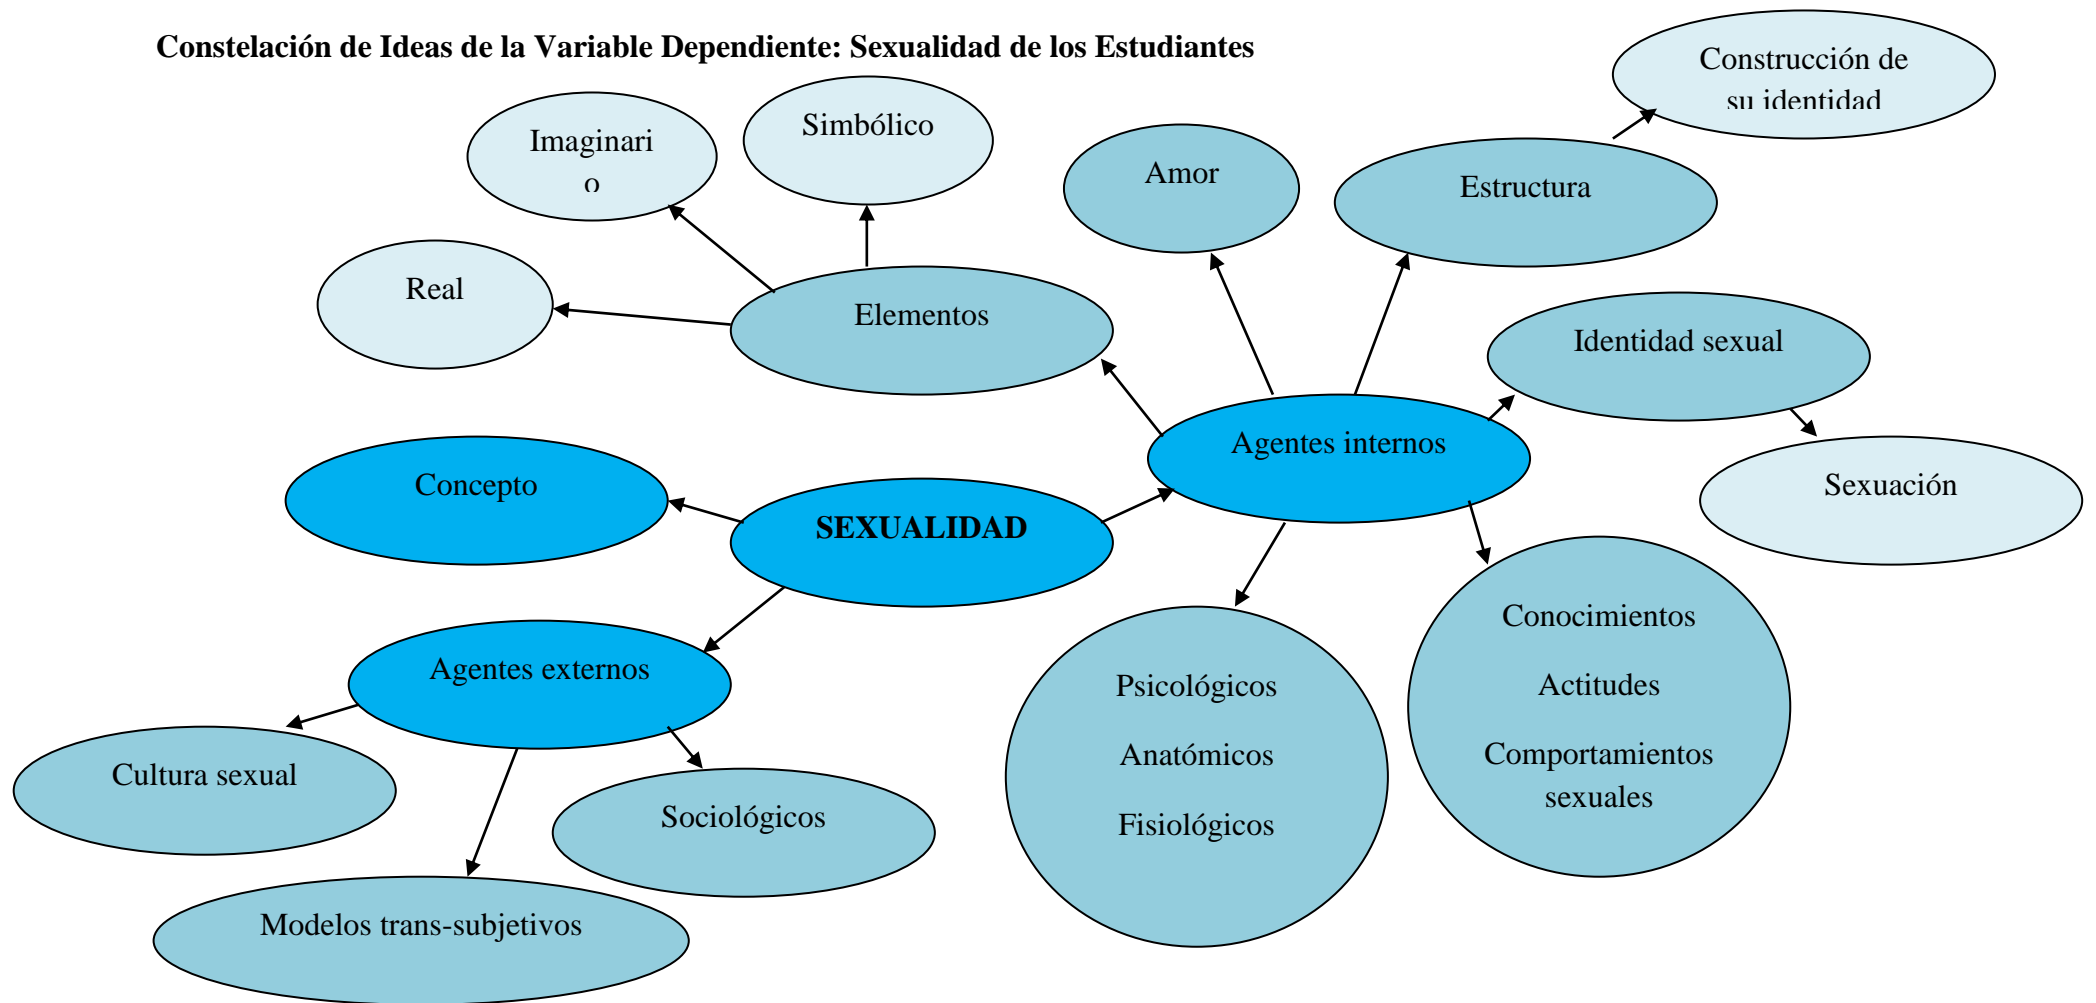 Constelación de Ideas de la Variable Dependiente: Sexualidad de los Estudiantes
Construcción de
su identidad
Imaginari
o
Simbólico
Amor
Estructura
Real
Elementos
Identidad sexual
Agentes internos
Concepto
SEXUALIDAD
Sexuación
Agentes externos
Conocimientos
Actitudes
Comportamientos
sexuales
Psicológicos
Anatómicos
Fisiológicos
Cultura sexual
Sociológicos
Modelos trans-subjetivos